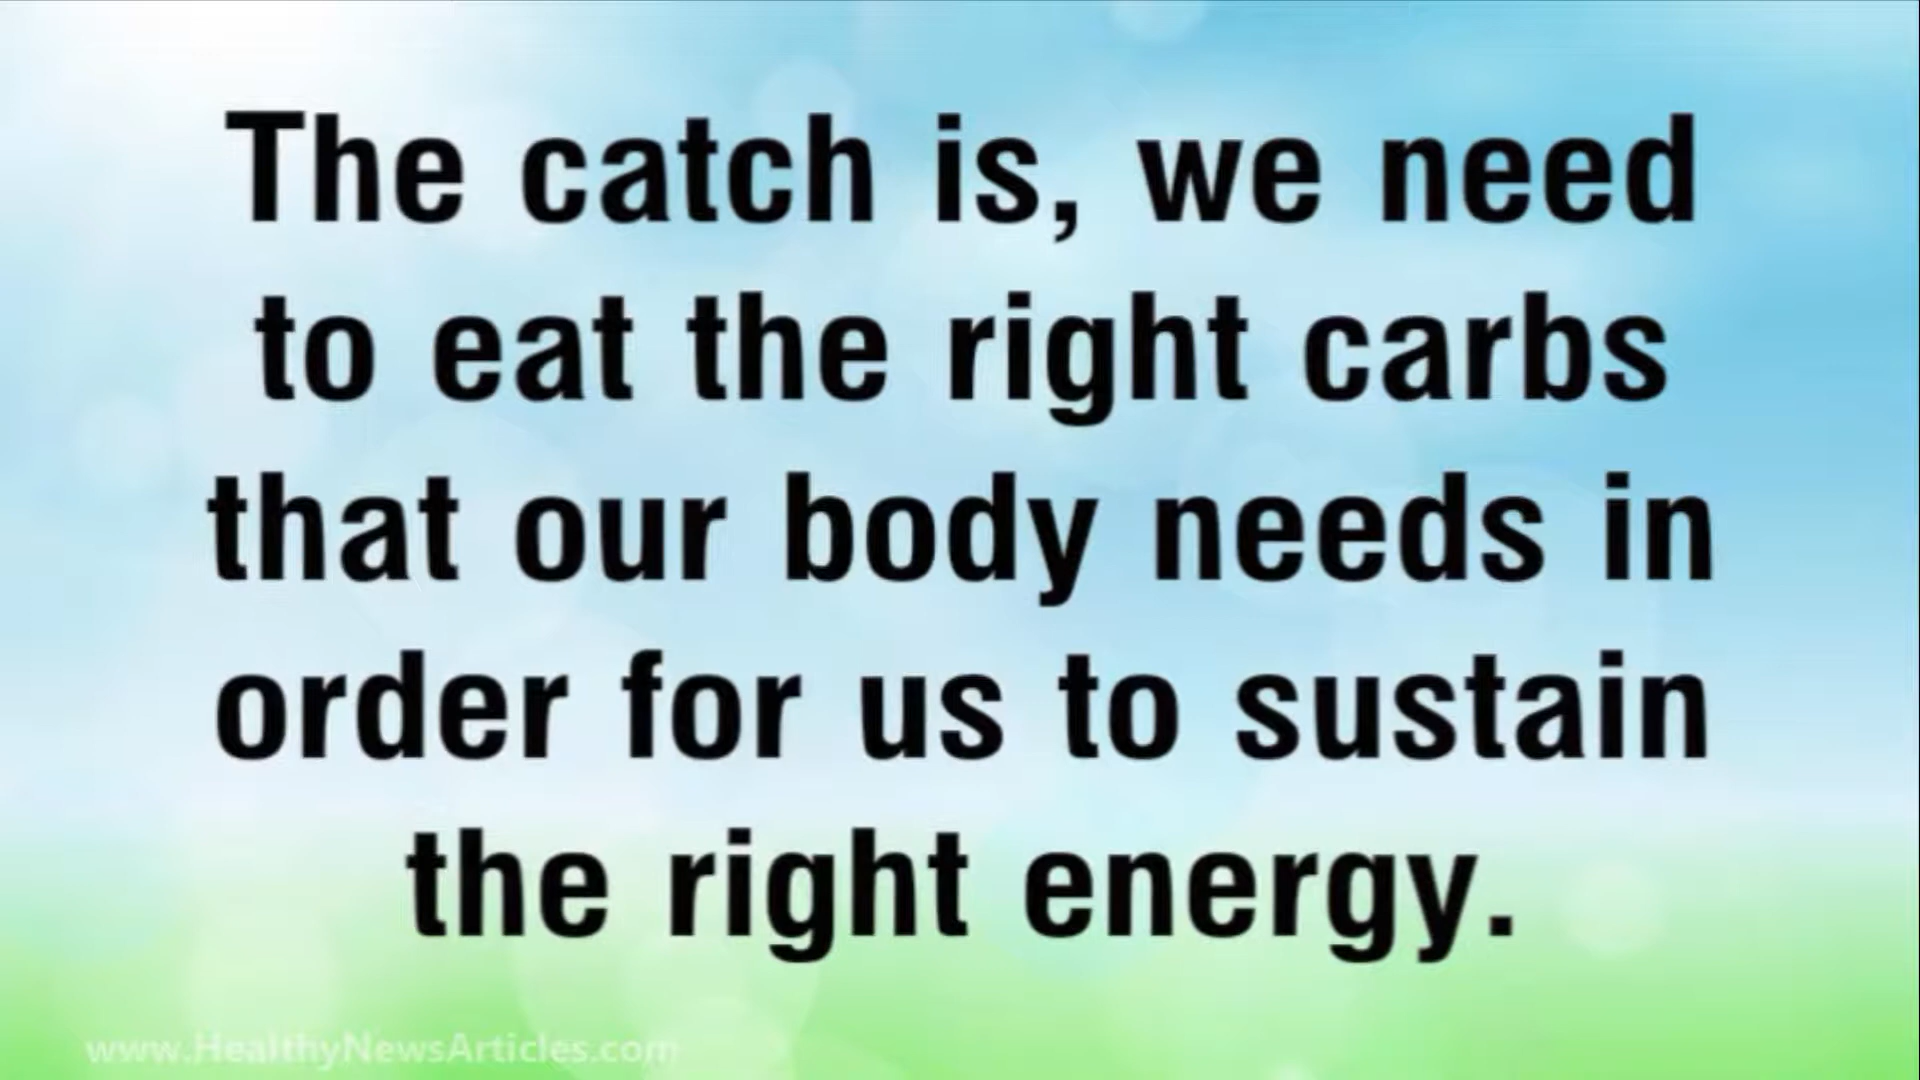 The catch is, we need
to eat the right carbs
that our body needs in
order for us to sustain
the right energy.
www.HealthyNewsArticles.com